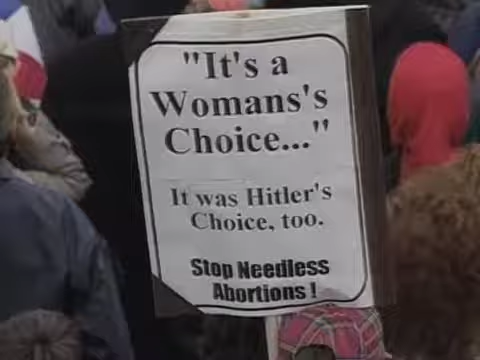 "It's a
Womans's
Choice..."
It was Hitler's
Choice, too.
Stop Needless
Abortions !